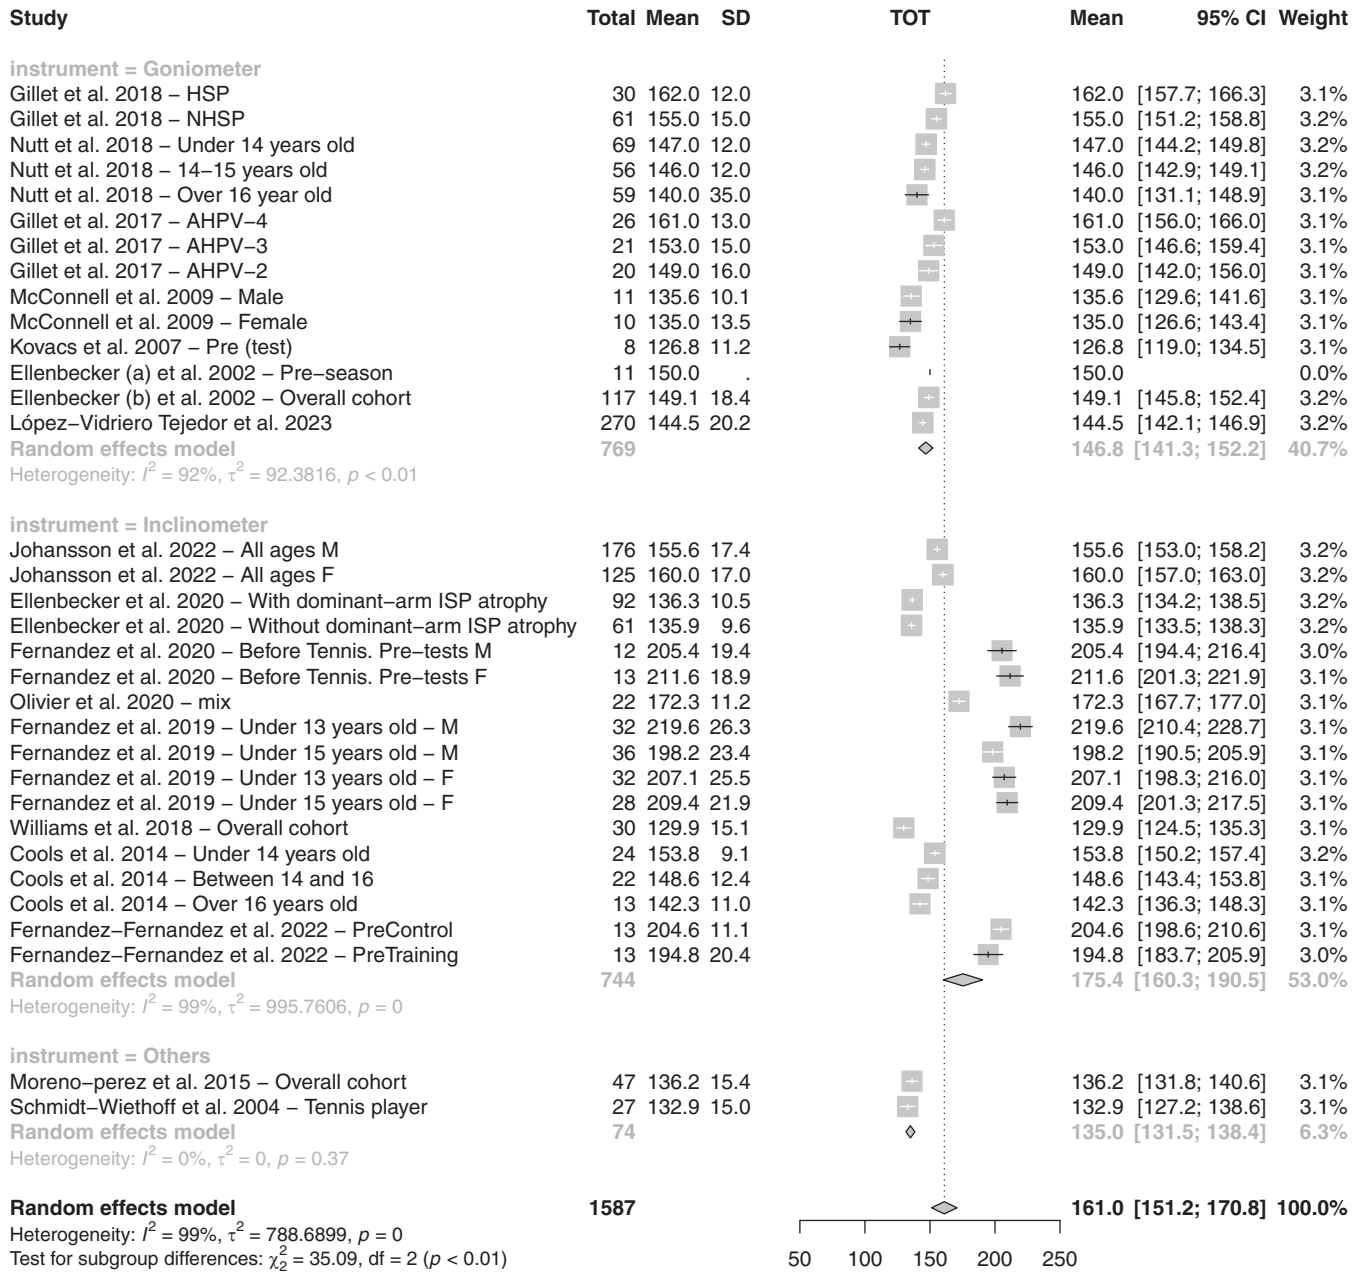 Study Total Mean SD TOT Mean 95% CI Weight
instrument = Goniometer
Gillet et al. 2018 – HSP 30 162.0 12.0 162.0 [157.7; 166.3] 3.1%
Gillet et al. 2018 – NHSP 61 155.0 15.0 155.0 [151.2; 158.8] 3.2%
Nutt et al. 2018 – Under 14 years old 69 147.0 12.0 147.0 [144.2; 149.8] 3.2%
Nutt et al. 2018 – 14–15 years old 56 146.0 12.0 146.0 [142.9; 149.1] 3.2%
Nutt et al. 2018 – Over 16 year old 59 140.0 35.0 140.0 [131.1; 148.9] 3.1%
Gillet et al. 2017 – AHPV–4 26 161.0 13.0 161.0 [156.0; 166.0] 3.1%
Gillet et al. 2017 – AHPV–3 21 153.0 15.0 153.0 [146.6; 159.4] 3.1%
Gillet et al. 2017 – AHPV–2 20 149.0 16.0 149.0 [142.0; 156.0] 3.1%
McConnell et al. 2009 – Male 11 135.6 10.1 135.6 [129.6; 141.6] 3.1%
McConnell et al. 2009 – Female 10 135.0 13.5 135.0 [126.6; 143.4] 3.1%
Kovacs et al. 2007 – Pre (test) 8 126.8 11.2 126.8 [119.0; 134.5] 3.1%
Ellenbecker (a) et al. 2002 – Pre–season 11 150.0 . 150.0 0.0%
Ellenbecker (b) et al. 2002 – Overall cohort 117 149.1 18.4 149.1 [145.8; 152.4] 3.2%
López–Vidriero Tejedor et al. 2023 270 144.5 20.2 144.5 [142.1; 146.9] 3.2%
Random effects model 769 146.8 [141.3; 152.2] 40.7%
Heterogeneity: I² = 92%, τ² = 92.3816, p < 0.01
instrument = Inclinometer
Johansson et al. 2022 – All ages M 176 155.6 17.4 155.6 [153.0; 158.2] 3.2%
Johansson et al. 2022 – All ages F 125 160.0 17.0 160.0 [157.0; 163.0] 3.2%
Ellenbecker et al. 2020 – With dominant–arm ISP atrophy 92 136.3 10.5 136.3 [134.2; 138.5] 3.2%
Ellenbecker et al. 2020 – Without dominant–arm ISP atrophy 61 135.9 9.6 135.9 [133.5; 138.3] 3.2%
Fernandez et al. 2020 – Before Tennis. Pre–tests M 12 205.4 19.4 205.4 [194.4; 216.4] 3.0%
Fernandez et al. 2020 – Before Tennis. Pre–tests F 13 211.6 18.9 211.6 [201.3; 221.9] 3.1%
Olivier et al. 2020 – mix 22 172.3 11.2 172.3 [167.7; 177.0] 3.2%
Fernandez et al. 2019 – Under 13 years old – M 32 219.6 26.3 219.6 [210.4; 228.7] 3.1%
Fernandez et al. 2019 – Under 15 years old – M 36 198.2 23.4 198.2 [190.5; 205.9] 3.1%
Fernandez et al. 2019 – Under 13 years old – F 32 207.1 25.5 207.1 [198.3; 216.0] 3.1%
Fernandez et al. 2019 – Under 15 years old – F 28 209.4 21.9 209.4 [201.3; 217.5] 3.1%
Williams et al. 2018 – Overall cohort 30 129.9 15.1 129.9 [124.5; 135.3] 3.1%
Cools et al. 2014 – Under 14 years old 24 153.8 9.1 153.8 [150.2; 157.4] 3.2%
Cools et al. 2014 – Between 14 and 16 22 148.6 12.4 148.6 [143.4; 153.8] 3.1%
Cools et al. 2014 – Over 16 years old 13 142.3 11.0 142.3 [136.3; 148.3] 3.1%
Fernandez–Fernandez et al. 2022 – PreControl 13 204.6 11.1 204.6 [198.6; 210.6] 3.1%
Fernandez–Fernandez et al. 2022 – PreTraining 13 194.8 20.4 194.8 [183.7; 205.9] 3.0%
Random effects model 744 175.4 [160.3; 190.5] 53.0%
Heterogeneity: I² = 99%, τ² = 995.7606, p = 0
instrument = Others
Moreno–perez et al. 2015 – Overall cohort 47 136.2 15.4 136.2 [131.8; 140.6] 3.1%
Schmidt–Wiethoff et al. 2004 – Tennis player 27 132.9 15.0 132.9 [127.2; 138.6] 3.1%
Random effects model 74 135.0 [131.5; 138.4] 6.3%
Heterogeneity: I² = 0%, τ² = 0, p = 0.37
Random effects model 1587 161.0 [151.2; 170.8] 100.0%
Heterogeneity: I² = 99%, τ² = 788.6899, p = 0
Test for subgroup differences: χ²₂ = 35.09, df = 2 (p < 0.01)
50 100 150 200 250